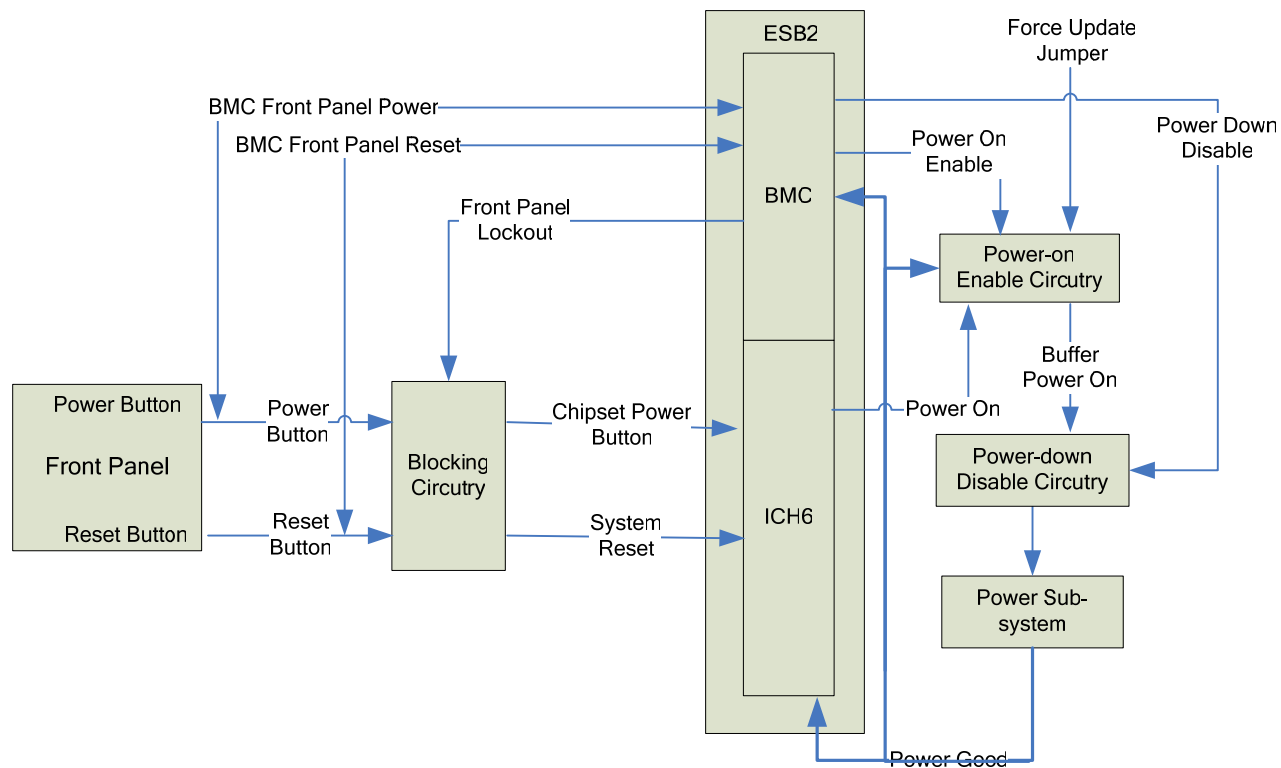 ESB2
Force Update
Jumper
BMC Front Panel Power
BMC Front Panel Reset
Power On
Enable
Power Down
Disable
BMC
Front Panel
Lockout
Power-on
Enable Circutry
Buffer
Power On
Power Button
Front Panel
Reset Button
Power
Button
Reset
Button
Blocking
Circutry
Chipset Power
Button
System
Reset
ICH6
Power On
Power-down
Disable Circutry
Power Sub-
system
Power Good